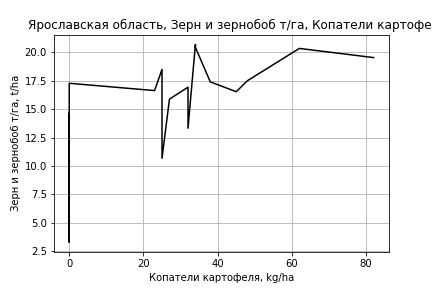 Ярославская область, Зерн и зернобоб т/га, Копатели картофе
20.0
17.5
15.0
12.5
10.0
7.5
5.0
2.5
Зерн и зернобоб т/га, t/ha
0 20 40 60 80
Копатели картофеля, kg/ha